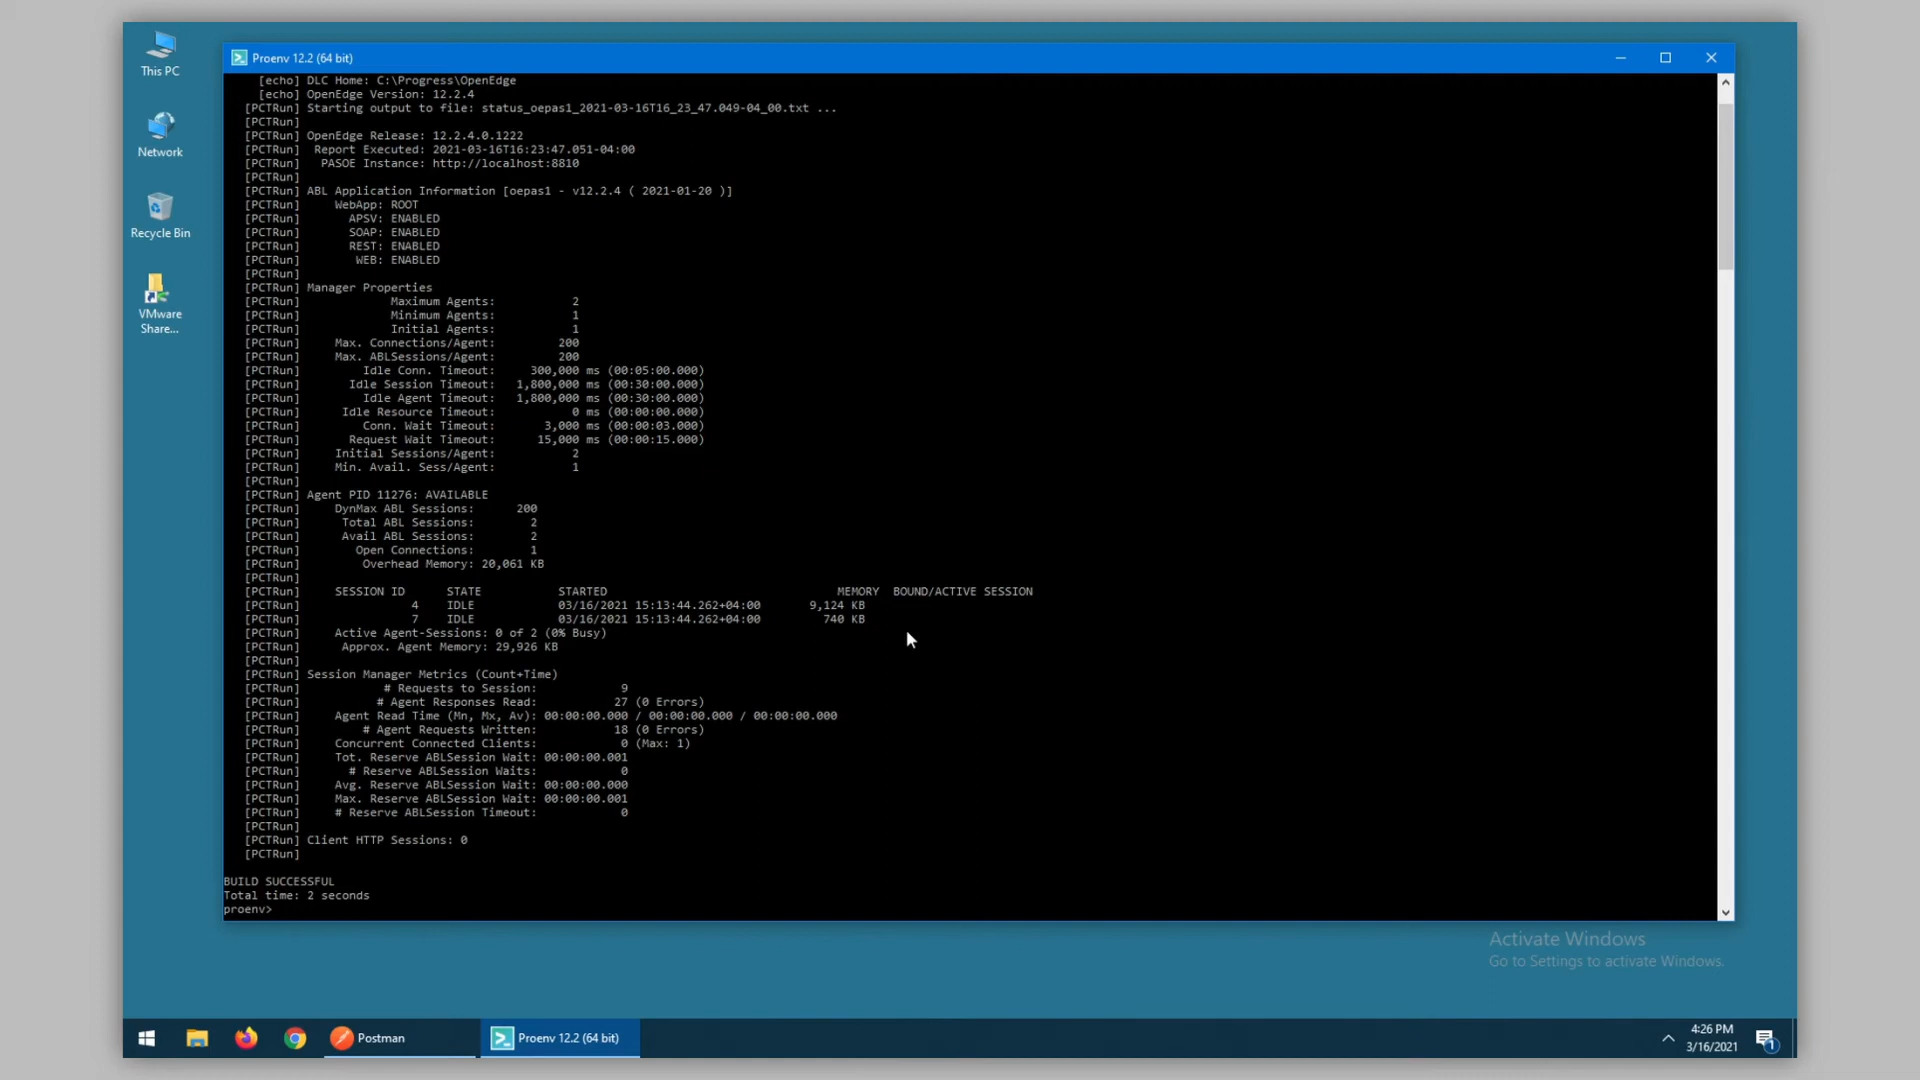 This PC
Network
Recycle Bin
VMware
Share...
Proenv 12.2 (64 bit)
[echo] DLC Home: C:\Progress\OpenEdge
[echo] OpenEdge Version: 12.2.4
[PCTRun] Starting output to file: status_oepas1_2021-03-16T16_23_47.049-04_00.txt ...
[PCTRun]
[PCTRun] OpenEdge Release: 12.2.4.0.1222
[PCTRun]  Report Executed: 2021-03-16T16:23:47.051-04:00
[PCTRun]   PASOE Instance: http://localhost:8810
[PCTRun]
[PCTRun] ABL Application Information [oepas1 - v12.2.4 ( 2021-01-20 )]
[PCTRun]     WebApp: ROOT
[PCTRun]       APSV: ENABLED
[PCTRun]       SOAP: ENABLED
[PCTRun]       REST: ENABLED
[PCTRun]        WEB: ENABLED
[PCTRun]
[PCTRun] Manager Properties
[PCTRun]             Maximum Agents:           2
[PCTRun]             Minimum Agents:           1
[PCTRun]             Initial Agents:           1
[PCTRun]     Max. Connections/Agent:         200
[PCTRun]     Max. ABLSessions/Agent:         200
[PCTRun]         Idle Conn. Timeout:     300,000 ms (00:05:00.000)
[PCTRun]       Idle Session Timeout:   1,800,000 ms (00:30:00.000)
[PCTRun]         Idle Agent Timeout:   1,800,000 ms (00:30:00.000)
[PCTRun]      Idle Resource Timeout:           0 ms (00:00:00.000)
[PCTRun]         Conn. Wait Timeout:       3,000 ms (00:00:03.000)
[PCTRun]       Request Wait Timeout:      15,000 ms (00:00:15.000)
[PCTRun]     Initial Sessions/Agent:           2
[PCTRun]     Min. Avail. Sess/Agent:           1
[PCTRun]
[PCTRun] Agent PID 11276: AVAILABLE
[PCTRun]     DynMax ABL Sessions:      200
[PCTRun]      Total ABL Sessions:        2
[PCTRun]      Avail ABL Sessions:        2
[PCTRun]        Open Connections:        1
[PCTRun]         Overhead Memory: 20,061 KB
[PCTRun]
[PCTRun]     SESSION ID      STATE           STARTED                                 MEMORY  BOUND/ACTIVE SESSION
[PCTRun]                4    IDLE            03/16/2021 15:13:44.262+04:00       9,124 KB
[PCTRun]                7    IDLE            03/16/2021 15:13:44.262+04:00         740 KB
[PCTRun]     Active Agent-Sessions: 0 of 2 (0% Busy)
[PCTRun]      Approx. Agent Memory: 29,926 KB
[PCTRun]
[PCTRun] Session Manager Metrics (Count+Time)
[PCTRun]            # Requests to Session:            9
[PCTRun]          # Agent Responses Read:            27 (0 Errors)
[PCTRun]     Agent Read Time (Mn, Mx, Av): 00:00:00.000 / 00:00:00.000 / 00:00:00.000
[PCTRun]         # Agent Requests Written:           18 (0 Errors)
[PCTRun]     Concurrent Connected Clients:            0 (Max: 1)
[PCTRun]     Tot. Reserve ABLSession Wait: 00:00:00.001
[PCTRun]       # Reserve ABLSession Waits:            0
[PCTRun]     Avg. Reserve ABLSession Wait: 00:00:00.000
[PCTRun]     Max. Reserve ABLSession Wait: 00:00:00.001
[PCTRun]     # Reserve ABLSession Timeout:            0
[PCTRun]
[PCTRun] Client HTTP Sessions: 0
[PCTRun]
BUILD SUCCESSFUL
Total time: 2 seconds
proenv>
Activate Windows
Go to Settings to activate Windows.
Postman
Proenv 12.2 (64 bit)
4:26 PM
3/16/2021
1